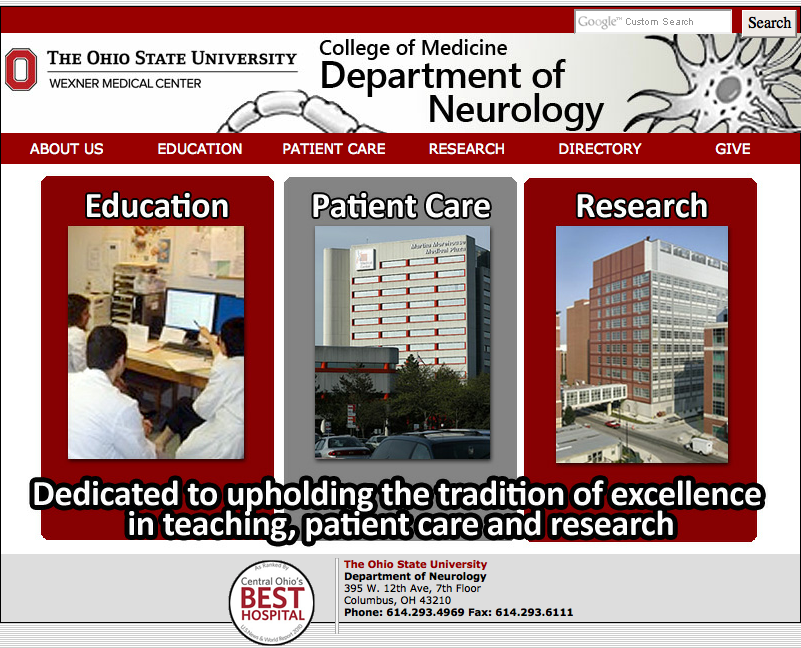 Google™ Custom Search
Search
THE OHIO STATE UNIVERSITY
WEXNER MEDICAL CENTER
College of Medicine
Department of
Neurology
ABOUT US
EDUCATION
PATIENT CARE
RESEARCH
DIRECTORY
GIVE
Education
Patient Care
Research
Martha Morehouse
Medical Plaza
Dedicated to upholding the tradition of excellence
in teaching, patient care and research
As Ranked By
Central Ohio's
BEST
HOSPITAL
U.S. News & World Report 2010
The Ohio State University
Department of Neurology
395 W. 12th Ave, 7th Floor
Columbus, OH 43210
Phone: 614.293.4969 Fax: 614.293.6111